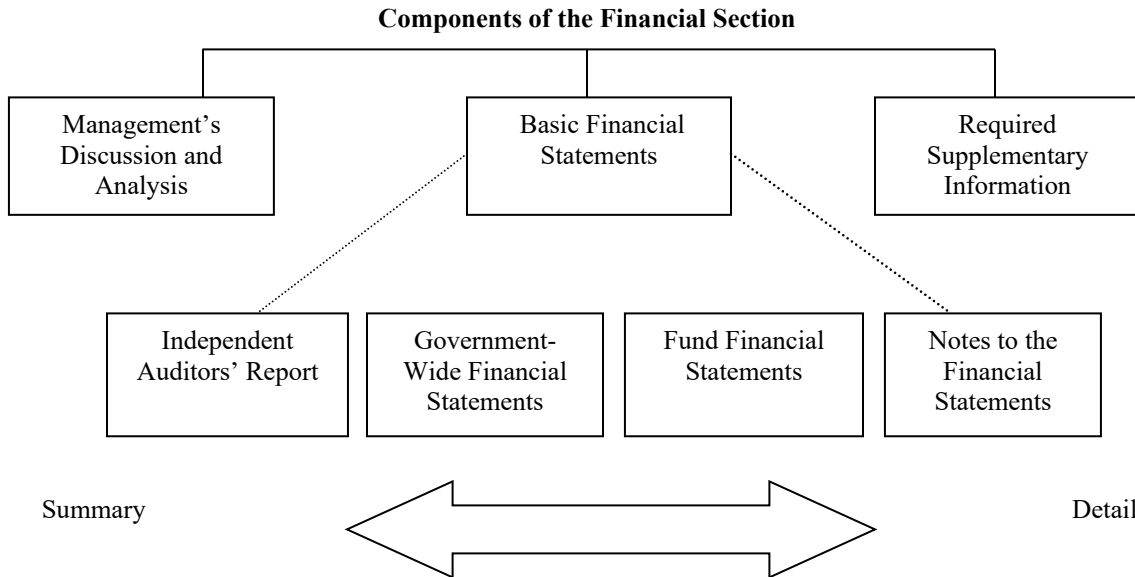 Components of the Financial Section
Management’s
Discussion and
Analysis
Basic Financial
Statements
Required
Supplementary
Information
Independent
Auditors’ Report
Government-
Wide Financial
Statements
Fund Financial
Statements
Notes to the
Financial
Statements
Summary
Detail